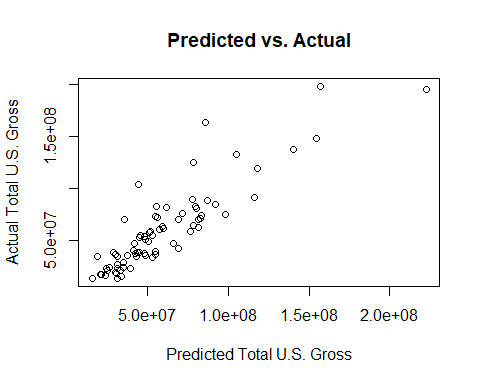 Predicted vs. Actual
Actual Total U.S. Gross
1.5e+08
5.0e+07
5.0e+07 1.0e+08 1.5e+08 2.0e+08
Predicted Total U.S. Gross